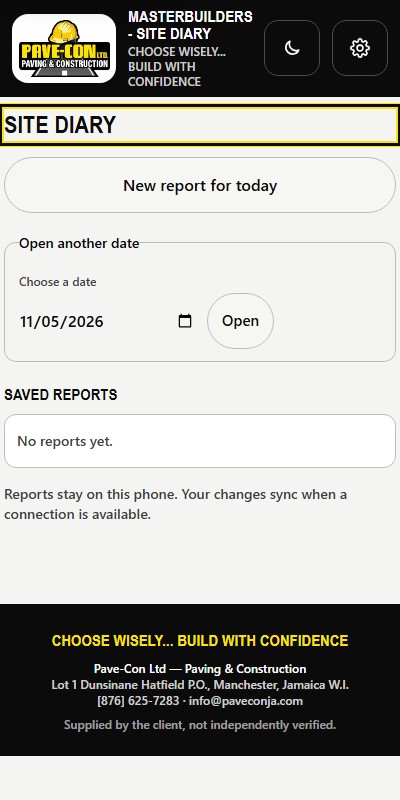 PAVE-CON LTD.
PAVING & CONSTRUCTION
MASTERBUILDERS
- SITE DIARY
CHOOSE WISELY...
BUILD WITH
CONFIDENCE
SITE DIARY
New report for today
Open another date
Choose a date
11/05/2026
Open
SAVED REPORTS
No reports yet.
Reports stay on this phone. Your changes sync when a
connection is available.
CHOOSE WISELY... BUILD WITH CONFIDENCE
Pave-Con Ltd — Paving & Construction
Lot 1 Dunsinane Hatfield P.O., Manchester, Jamaica W.I.
[876] 625-7283 · info@paveconja.com
Supplied by the client, not independently verified.